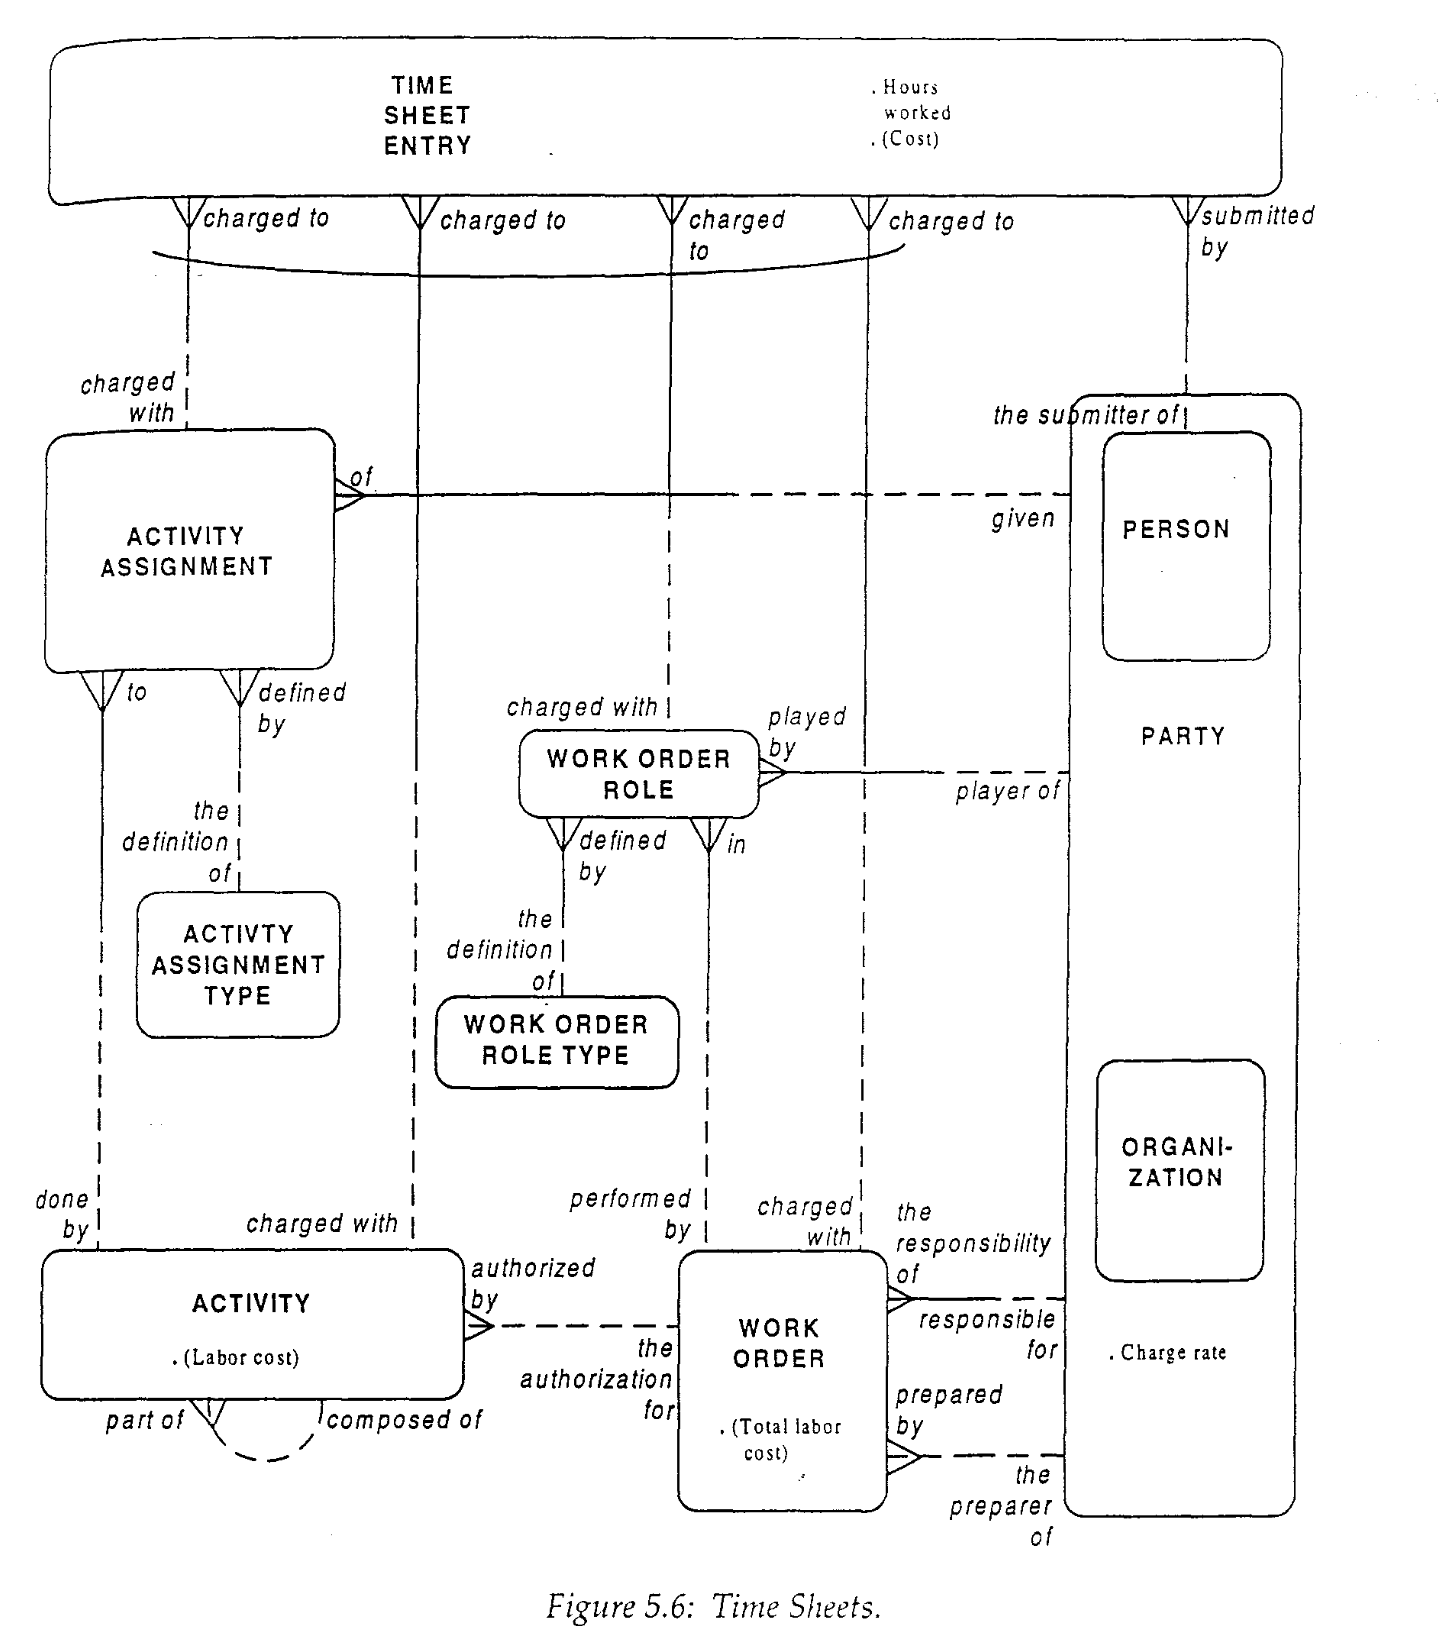 TIME
SHEET
ENTRY
. Hours
worked
. (Cost)
charged to
charged to
charged
to
charged to
submitted
by
charged
with
the submitter of
of
given
ACTIVITY
ASSIGNMENT
PERSON
to
defined
by
charged with
played
by
PARTY
WORK ORDER
ROLE
player of
the
definition
of
defined
by
in
ACTIVTY
ASSIGNMENT
TYPE
the
definition
of
WORK ORDER
ROLE TYPE
ORGANI-
ZATION
done
by
charged with
performed
by
charged
with
the
responsibility
of
authorized
by
ACTIVITY
. (Labor cost)
the
authorization
for
WORK
ORDER
. (Total labor
cost)
responsible
for
. Charge rate
part of
composed of
prepared
by
the
preparer
of
Figure 5.6: Time Sheets.